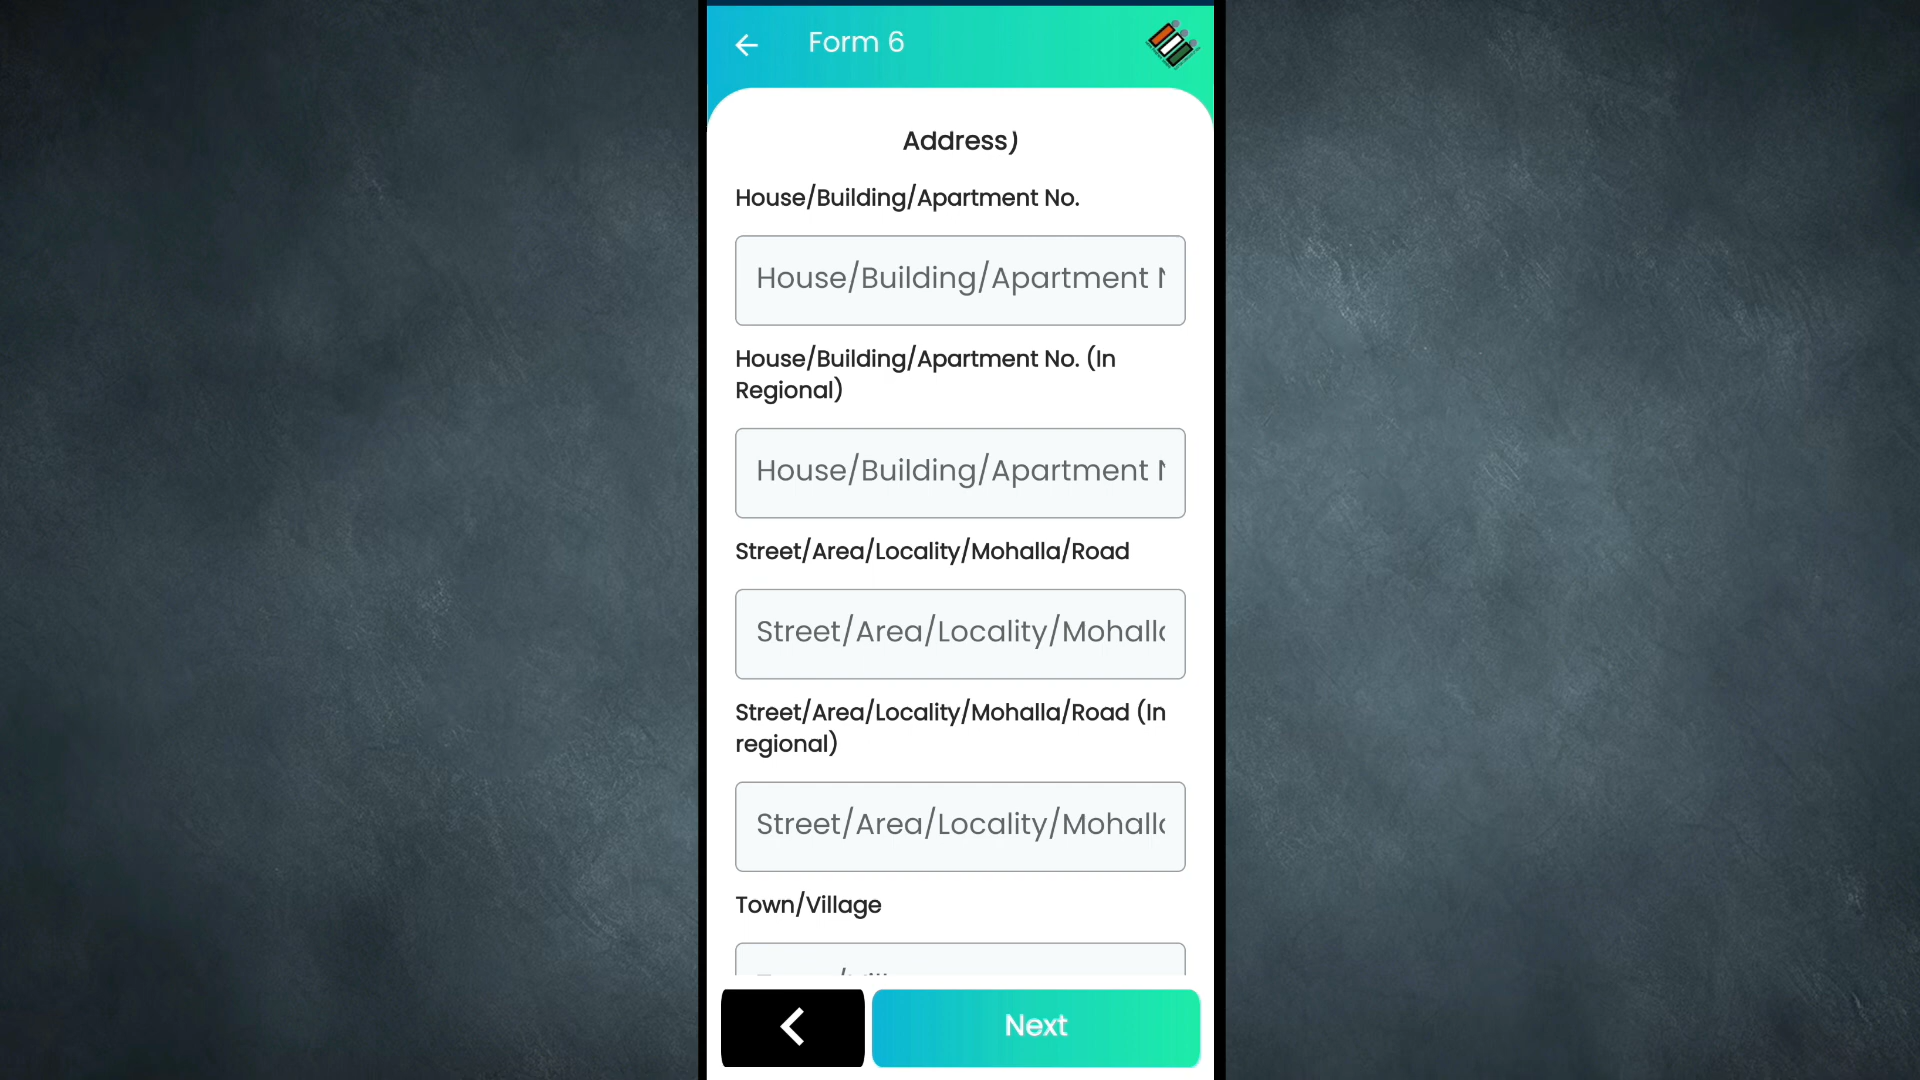 Form 6
Address)
House/Building/Apartment No.
House/Building/Apartment
House/Building/Apartment No. (In
Regional)
House/Building/Apartment
Street/Area/Locality/Mohalla/Road
Street/Area/Locality/Mohalla
Street/Area/Locality/Mohalla/Road (In
regional)
Street/Area/Locality/Mohalla
Town/Village
Next